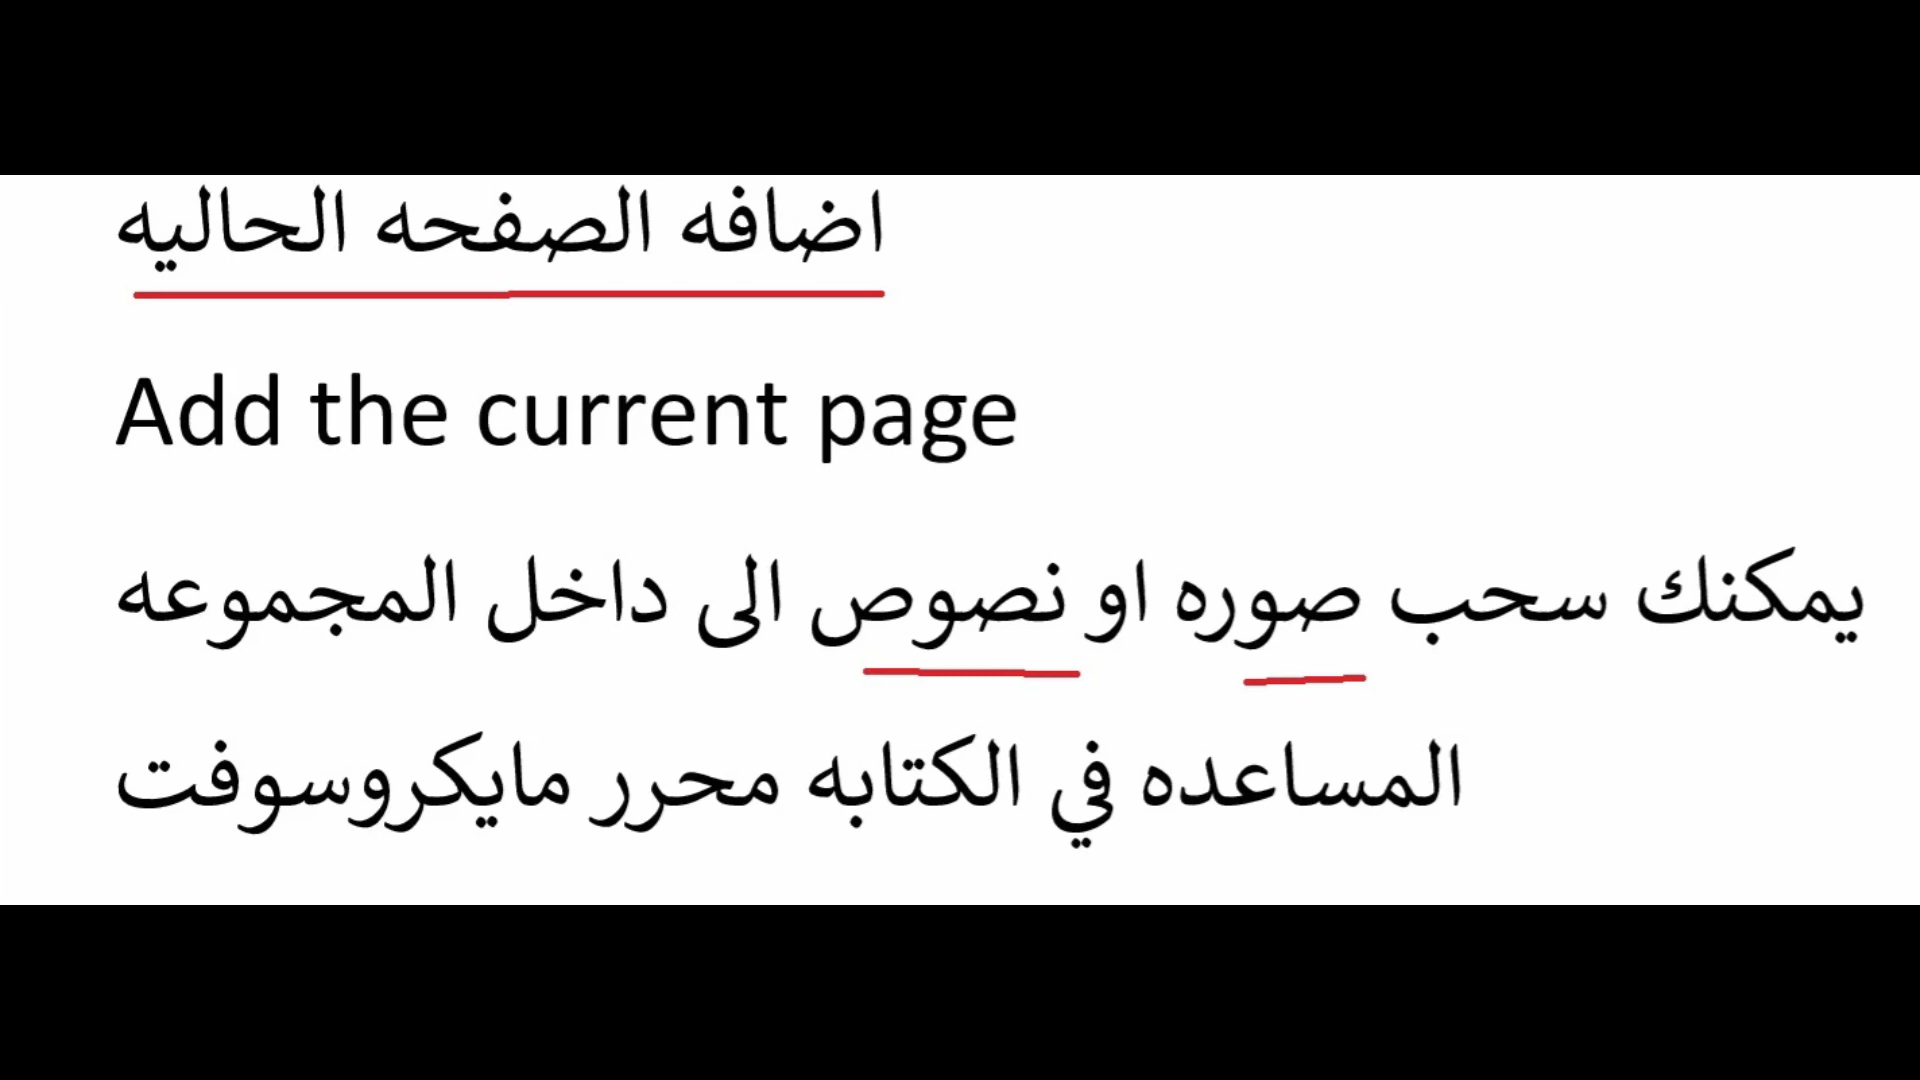 اضافه الصفحه الحاليه
Add the current page
يمكنك سحب صوره او نصوص الى داخل المجموعه
المساعده في الكتابه محرر مايكروسوفت